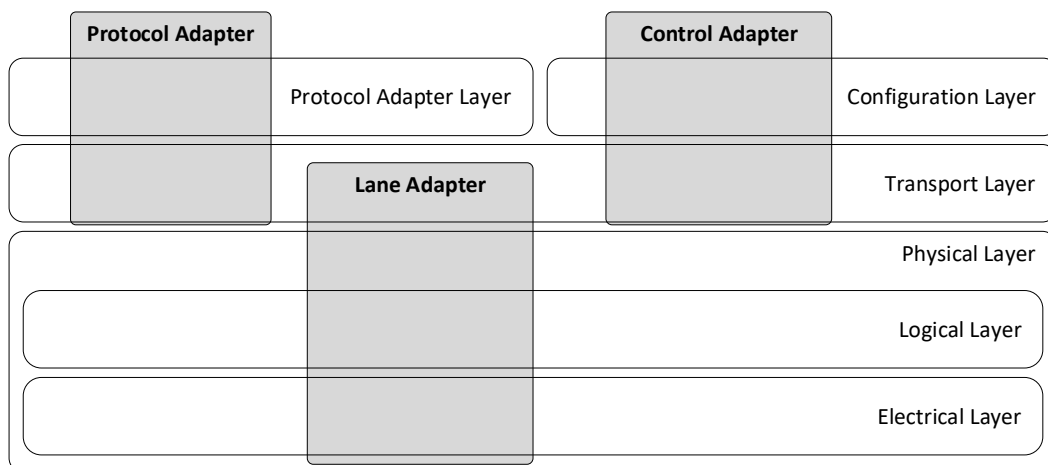 Protocol Adapter
Control Adapter
Protocol Adapter Layer
Configuration Layer
Lane Adapter
Transport Layer
Physical Layer
Logical Layer
Electrical Layer